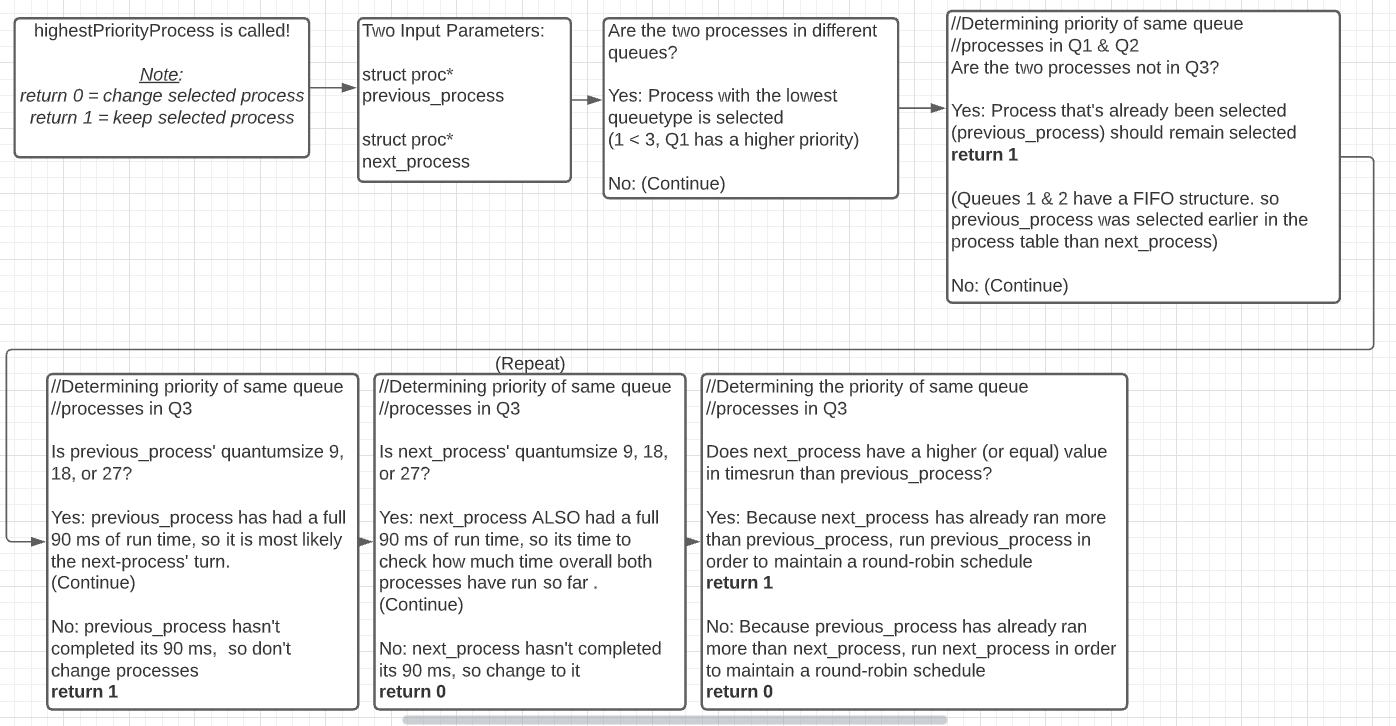 highestPriorityProcess is called!
Note:
return 0 = change selected process
return 1 = keep selected process
Two Input Parameters:
struct proc*
previous_process
struct proc*
next_process
Are the two processes in different
queues?
Yes: Process with the lowest
queuetype is selected
(1 < 3, Q1 has a higher priority)
No: (Continue)
//Determining priority of same queue
//processes in Q1 & Q2
Are the two processes not in Q3?
Yes: Process that's already been selected
(previous_process) should remain selected
return 1
(Queues 1 & 2 have a FIFO structure. so
previous_process was selected earlier in the
process table than next_process)
No: (Continue)
(Repeat)
//Determining priority of same queue
//processes in Q3
Is previous_process' quantumsize 9,
18, or 27?
Yes: previous_process has had a full
90 ms of run time, so it is most likely
the next-process' turn.
(Continue)
No: previous_process hasn't
completed its 90 ms,  so don't
change processes
return 1
//Determining priority of same queue
//processes in Q3
Is next_process' quantumsize 9, 18,
or 27?
Yes: next_process ALSO had a full
90 ms of run time, so its time to
check how much time overall both
processes have run so far .
(Continue)
No: next_process hasn't completed
its 90 ms, so change to it
return 0
//Determining the priority of same queue
//processes in Q3
Does next_process have a higher (or equal) value
in timesrun than previous_process?
Yes: Because next_process has already ran more
than previous_process, run previous_process in
order to maintain a round-robin schedule
return 1
No: Because previous_process has already ran
more than next_process, run next_process in order
to maintain a round-robin schedule
return 0